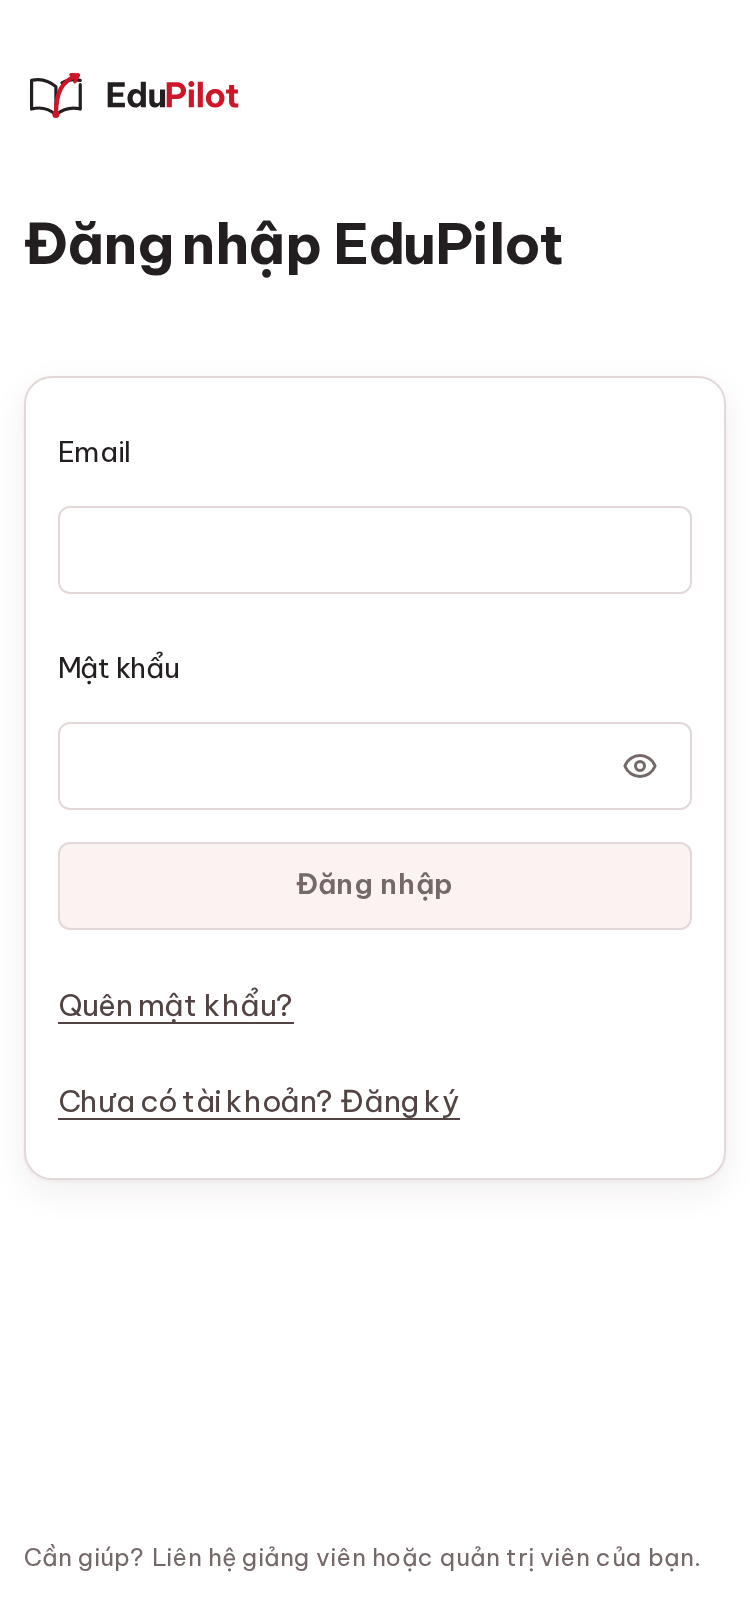 EduPilot
Đăng nhập EduPilot
Email
Mật khẩu
Đăng nhập
Quên mật khẩu?
Chưa có tài khoản? Đăng ký
Cần giúp? Liên hệ giảng viên hoặc quản trị viên của bạn.